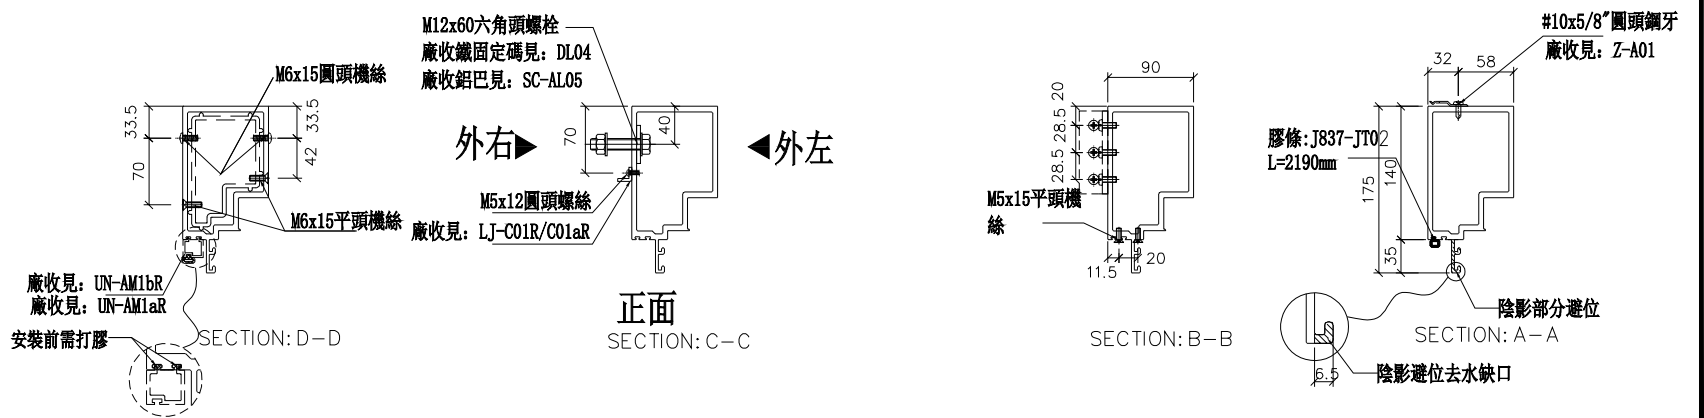 M6x15圓頭機絲
33.5
70
33.5
42
M6x15平頭機絲
廠收見: UN-AM1bR
廠收見: UN-AM1aR
安裝前需打膠
SECTION: D-D
M12x60六角頭螺栓
廠收鐵固定碼見: DL04
廠收鋁巴見: SC-AL05
外右
70
40
外左
M5x12圓頭螺絲
廠收見: LJ-C01R/C01aR
正面
SECTION: C-C
90
20
28.5
28.5
M5x15平頭機
絲
11.5
20
SECTION: B-B
#10x5/8"圓頭鋼牙
廠收見: Z-A01
32
58
膠條:J837-JT02
L=2190mm
175
140
35
陰影部分避位
SECTION: A-A
6.5
陰影避位去水缺口